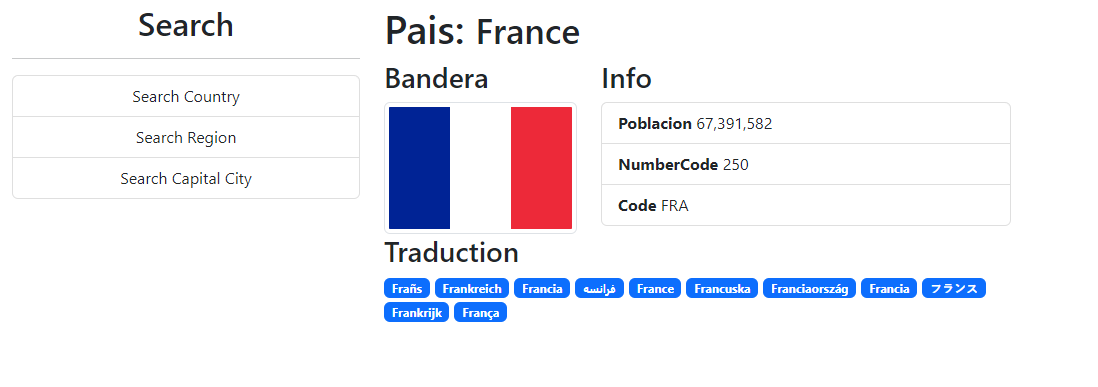 Search
Search Country
Search Region
Search Capital City
Pais: France
Bandera
Info
Poblacion 67,391,582
NumberCode 250
Code FRA
Traduction
Frañs Frankreich Francia فرانسه France Francuska Franciaország Francia フランス
Frankrijk França